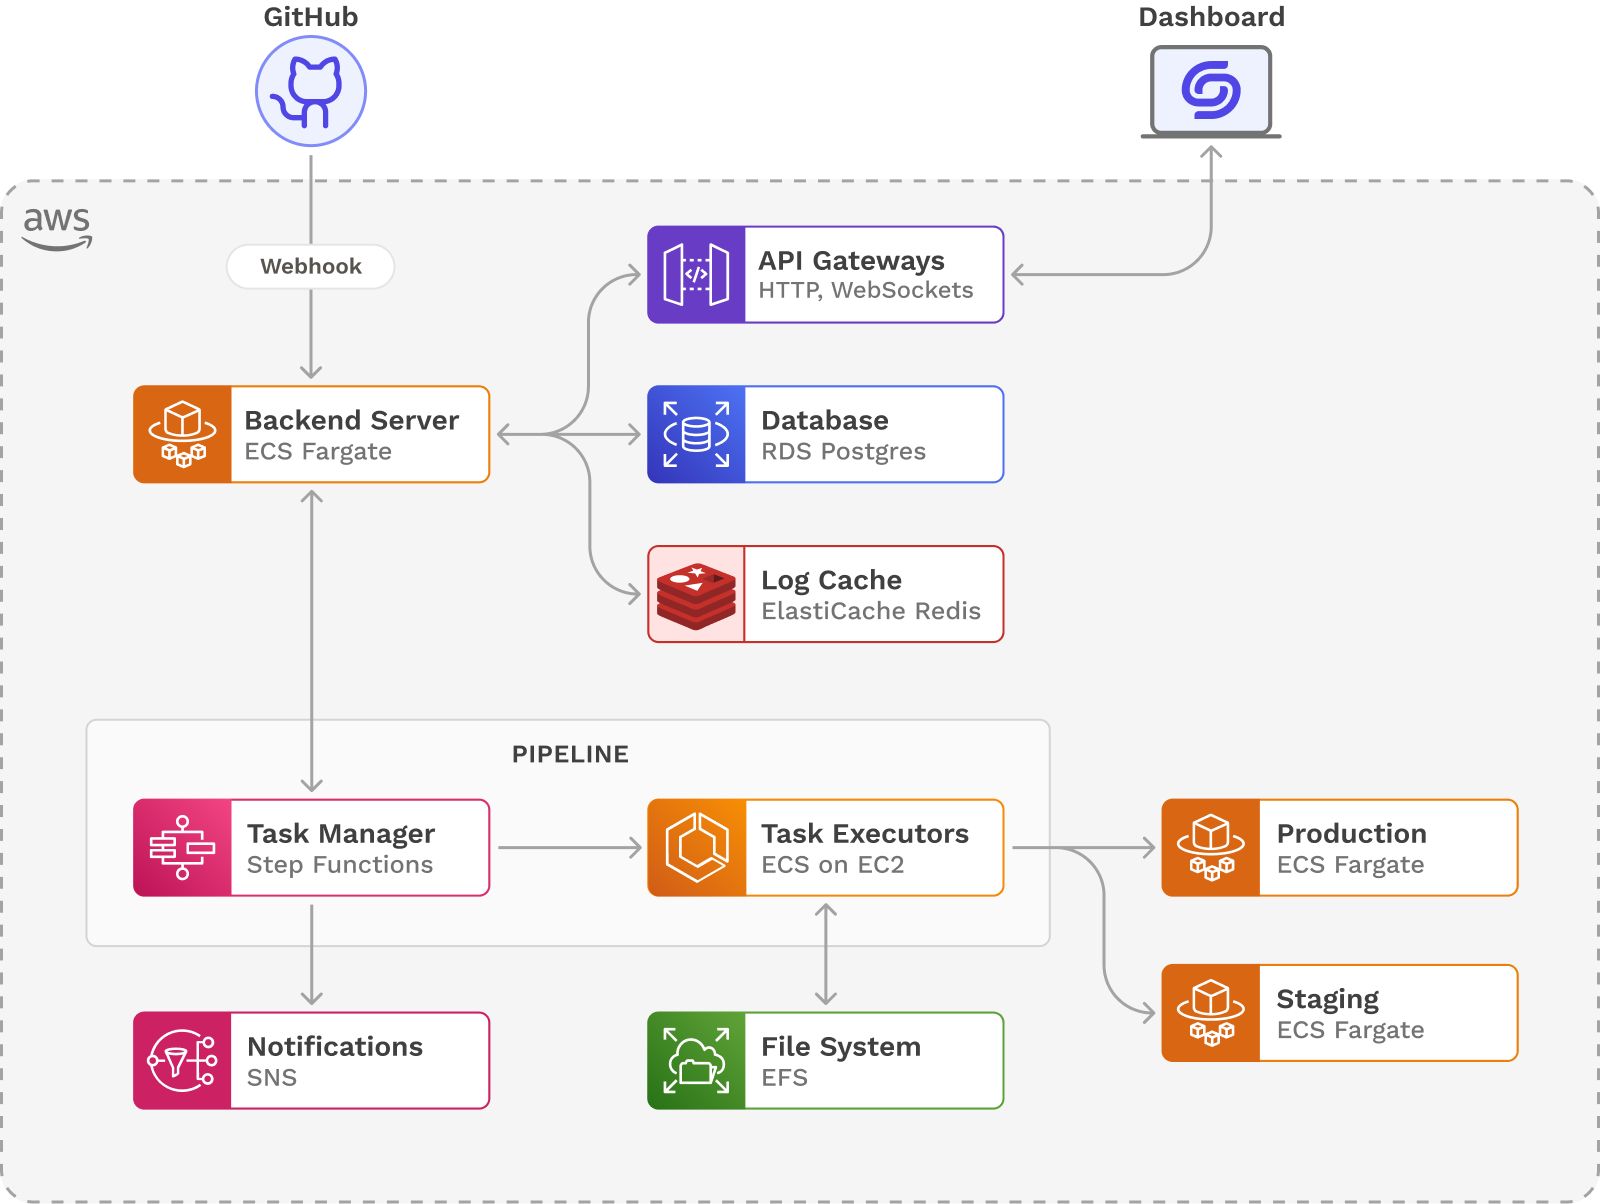 GitHub
Dashboard
aws
Webhook
API Gateways
HTTP, WebSockets
Backend Server
ECS Fargate
Database
RDS Postgres
Log Cache
ElastiCache Redis
PIPELINE
Task Manager
Step Functions
Task Executors
ECS on EC2
Production
ECS Fargate
Staging
ECS Fargate
Notifications
SNS
File System
EFS